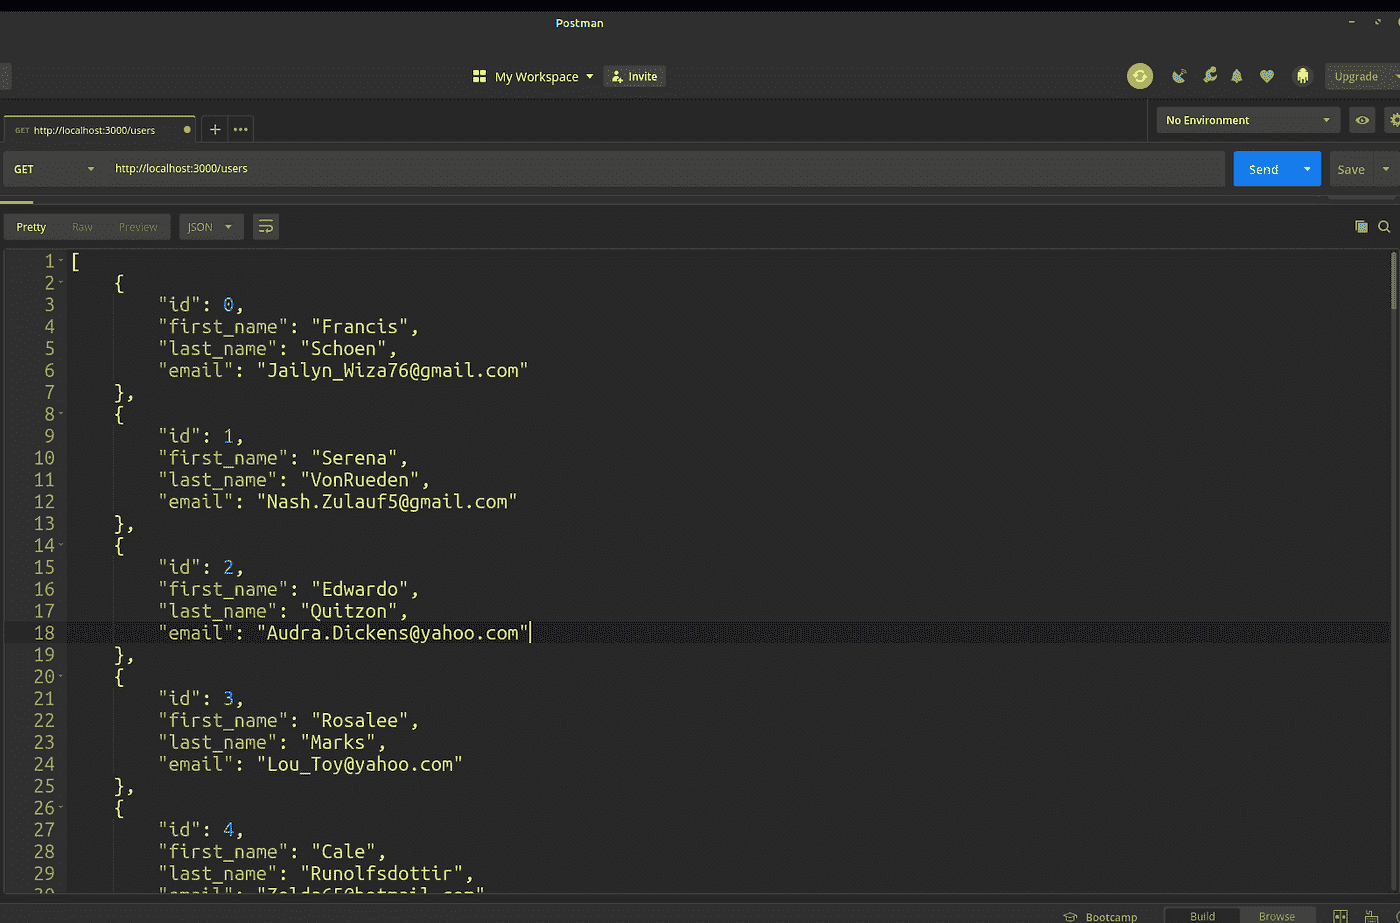 Postman
My Workspace
Invite
Upgrade
GET http://localhost:3000/users
No Environment
GET
http://localhost:3000/users
Send
Save
Pretty
Raw
Preview
JSON
1 [
2 {
3 "id": 0,
4 "first_name": "Francis",
5 "last_name": "Schoen",
6 "email": "Jailyn_Wiza76@gmail.com"
7 },
8 {
9 "id": 1,
10 "first_name": "Serena",
11 "last_name": "VonRueden",
12 "email": "Nash.Zulauf5@gmail.com"
13 },
14 {
15 "id": 2,
16 "first_name": "Edwardo",
17 "last_name": "Quitzon",
18 "email": "Audra.Dickens@yahoo.com"
19 },
20 {
21 "id": 3,
22 "first_name": "Rosalee",
23 "last_name": "Marks",
24 "email": "Lou_Toy@yahoo.com"
25 },
26 {
27 "id": 4,
28 "first_name": "Cale",
29 "last_name": "Runolfsdottir",
30 "email": "Zelda65@hotmail.com"
Bootcamp
Build
Browse